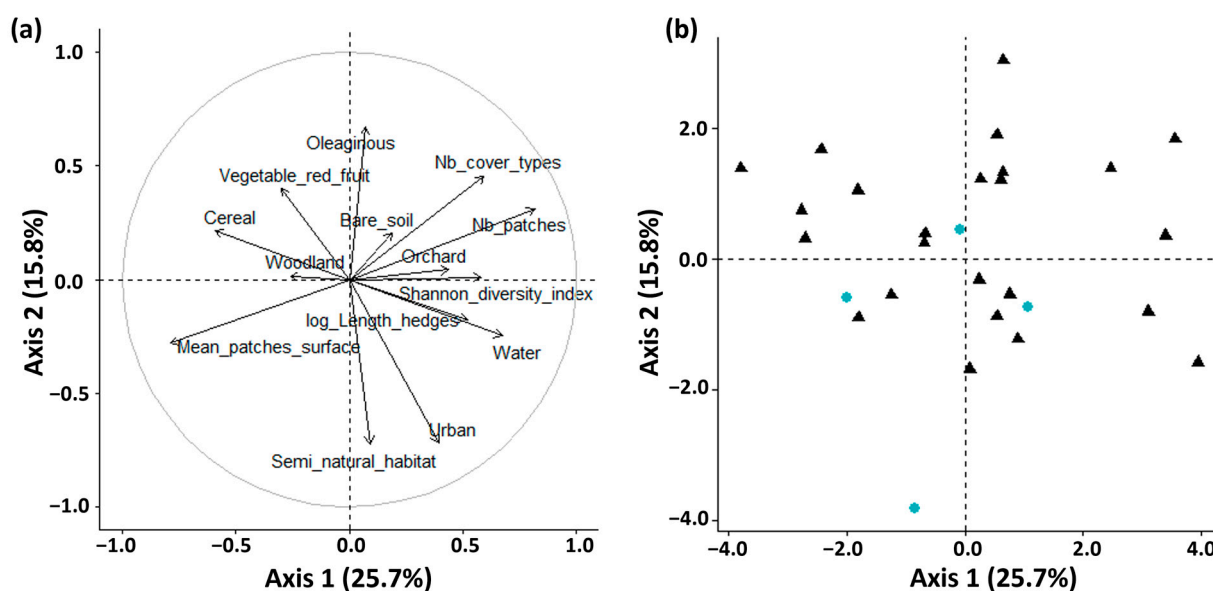 (a)
1.0
0.5
0.0
−0.5
−1.0
Axis 2 (15.8%)
Oleaginous
Nb_cover_types
Vegetable_red_fruit
Cereal
Bare_soil
Nb_patches
Woodland
Orchard
Shannon_diversity_index
log_Length_hedges
Mean_patches_surface
Water
Urban
Semi_natural_habitat
−1.0 −0.5 0.0 0.5 1.0
Axis 1 (25.7%)
(b)
2.0
0.0
−2.0
−4.0
Axis 2 (15.8%)
−4.0 −2.0 0.0 2.0 4.0
Axis 1 (25.7%)